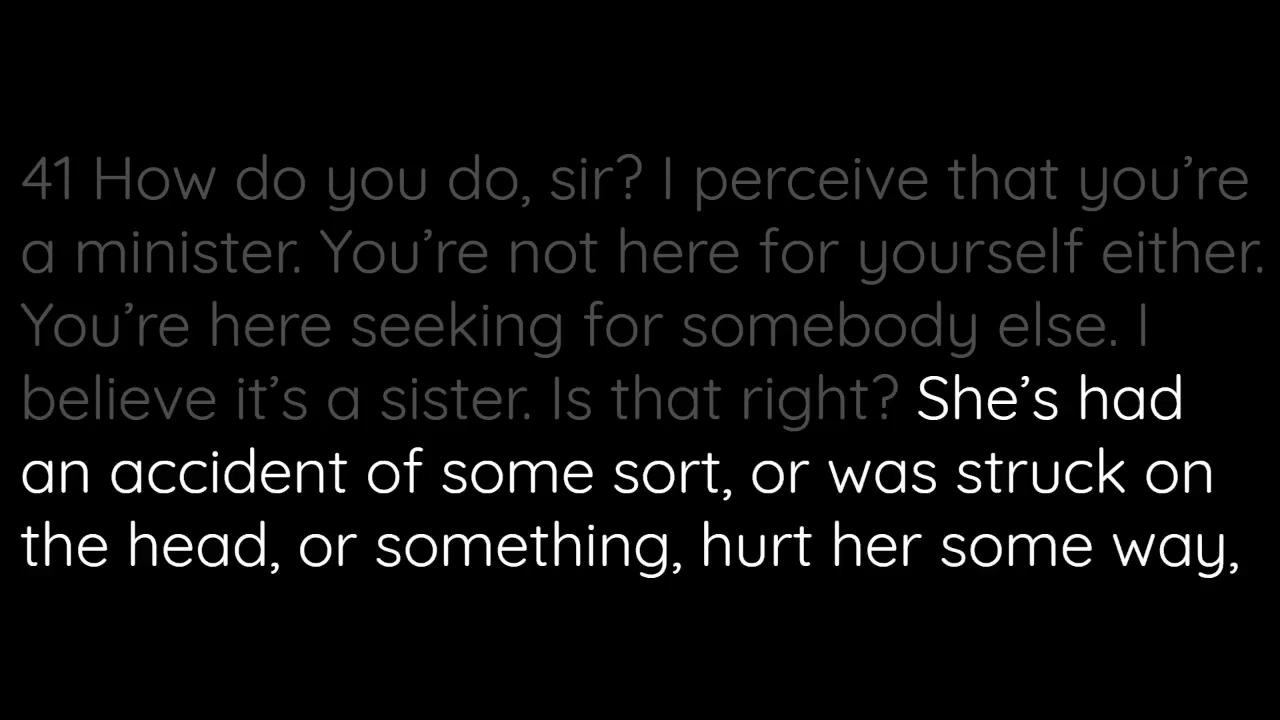 41 How do you do, sir? I perceive that you’re
a minister. You’re not here for yourself either.
You’re here seeking for somebody else. I
believe it’s a sister. Is that right? She’s had
an accident of some sort, or was struck on
the head, or something, hurt her some way,